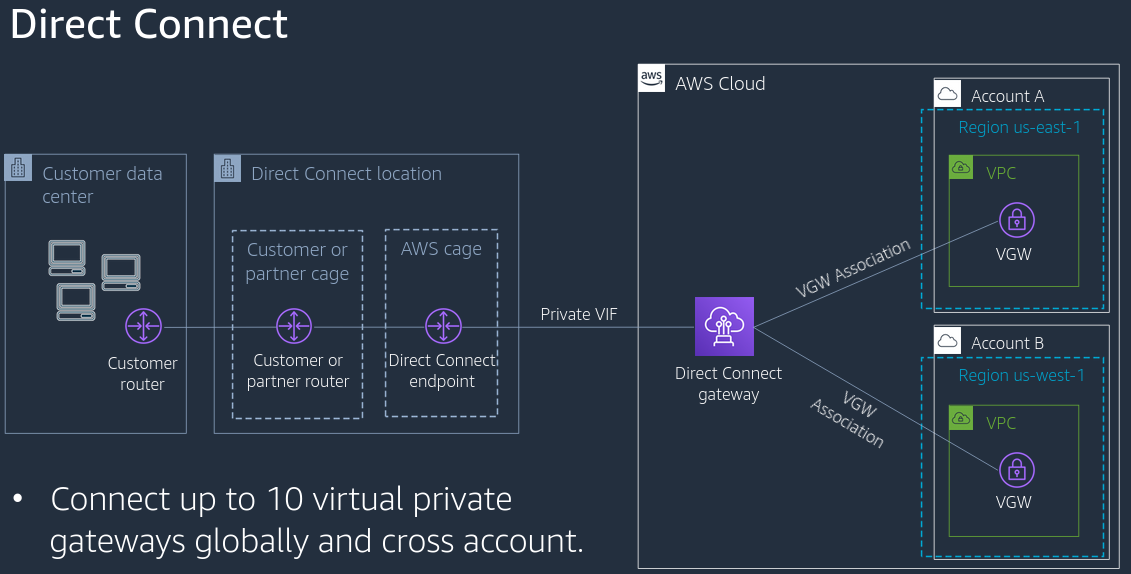 Direct Connect
aws
AWS Cloud
Account A
Region us-east-1
VPC
VGW
VGW Association
Customer data
center
Customer
router
Direct Connect location
Customer or
partner cage
Customer or
partner router
AWS cage
Direct Connect
endpoint
Private VIF
Direct Connect
gateway
VGW
Association
Account B
Region us-west-1
VPC
VGW
• Connect up to 10 virtual private
gateways globally and cross account.